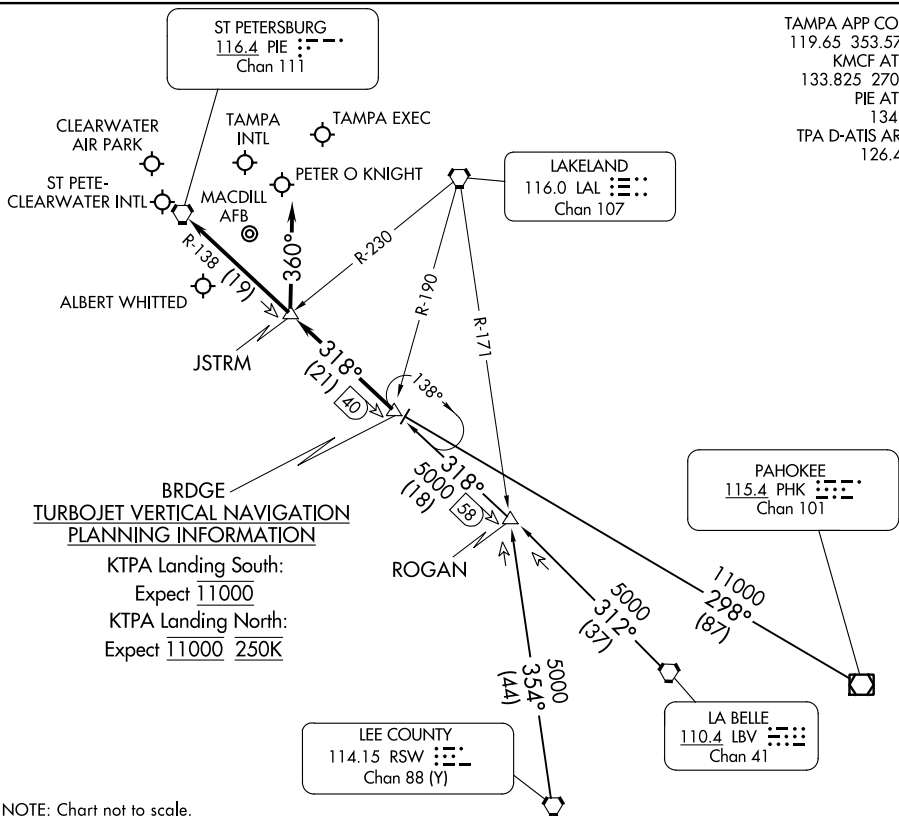 ST PETERSBURG
116.4 PIE
Chan 111
TAMPA APP CO
119.65 353.57
KMCF AT
133.825 270
PIE AT
134
TPA D-ATIS AR
126.4
CLEARWATER
AIR PARK
TAMPA
INTL
TAMPA EXEC
ST PETE-
CLEARWATER INTL
MACDILL
AFB
PETER O KNIGHT
LAKELAND
116.0 LAL
Chan 107
R-138
(19)
360°
R-230
R-190
R-171
ALBERT WHITTED
JSTRM
318°
(21)
40
138°
BRDGE
318°
5000
(18)
58
ROGAN
TURBOJET VERTICAL NAVIGATION
PLANNING INFORMATION
KTPA Landing South:
Expect 11000
KTPA Landing North:
Expect 11000 250K
PAHOKEE
115.4 PHK
Chan 101
11000
298°
(87)
5000
312°
(37)
5000
354°
(44)
LA BELLE
110.4 LBV
Chan 41
LEE COUNTY
114.15 RSW
Chan 88 (Y)
NOTE: Chart not to scale.